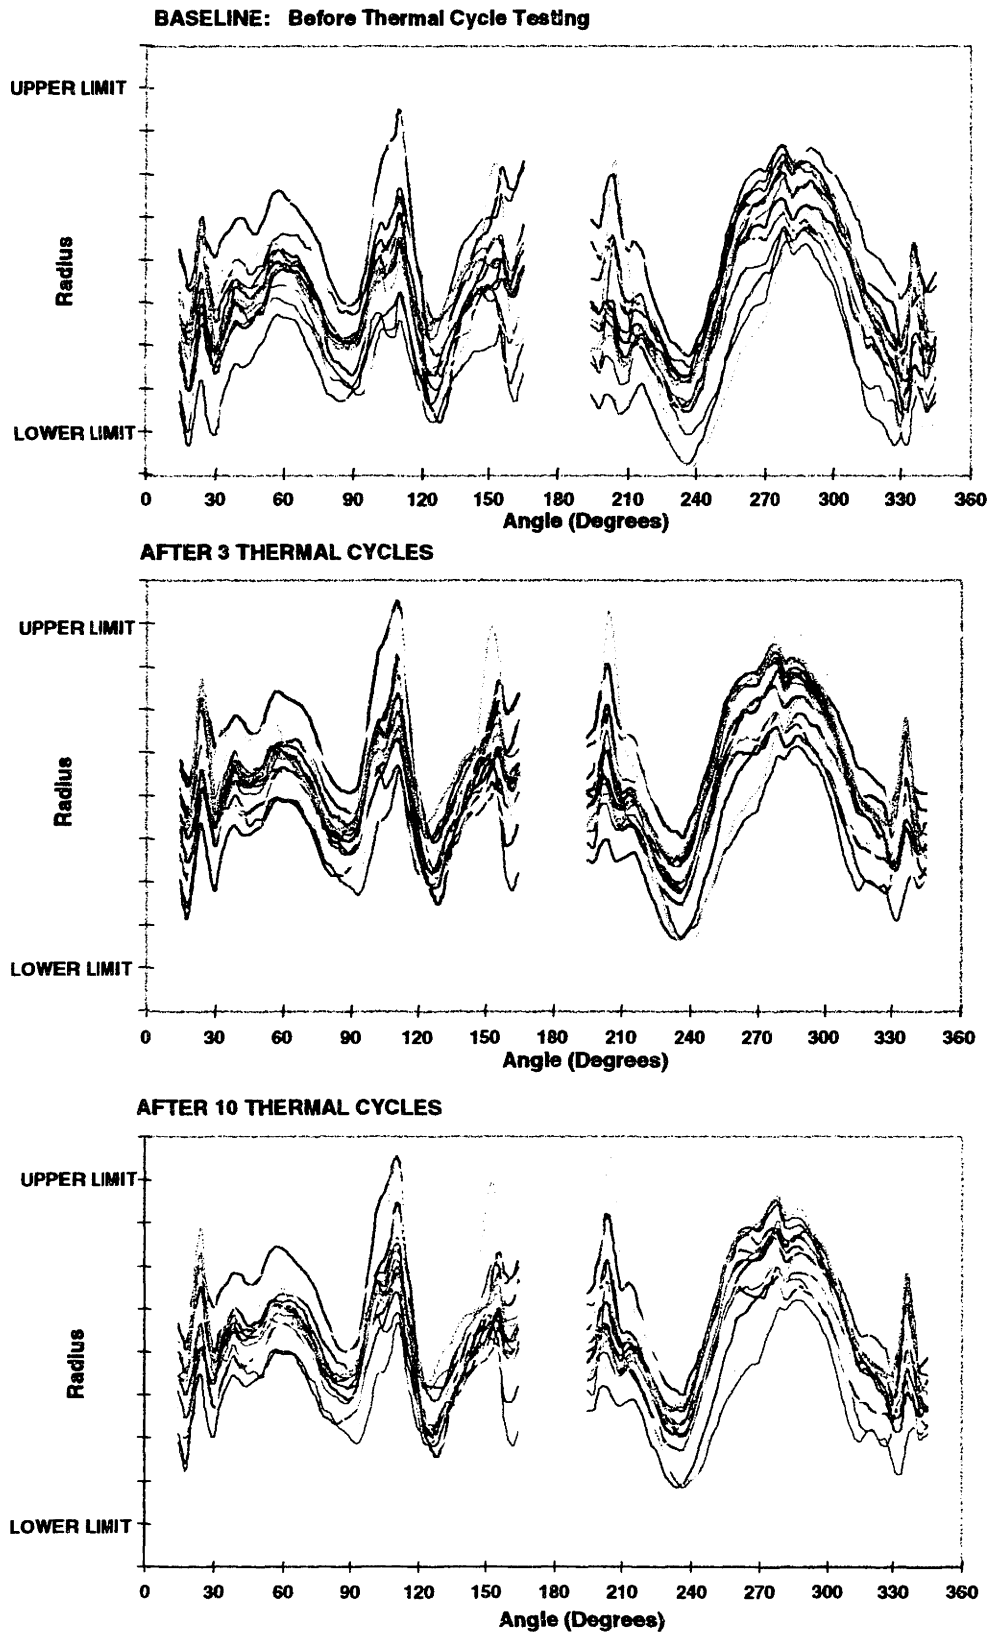 BASELINE: Before Thermal Cycle Testing
UPPER LIMIT
Radius
LOWER LIMIT
0 30 60 90 120 150 180 210 240 270 300 330 360
Angle (Degrees)
AFTER 3 THERMAL CYCLES
UPPER LIMIT
Radius
LOWER LIMIT
0 30 60 90 120 150 180 210 240 270 300 330 360
Angle (Degrees)
AFTER 10 THERMAL CYCLES
UPPER LIMIT
Radius
LOWER LIMIT
0 30 60 90 120 150 180 210 240 270 300 330 360
Angle (Degrees)